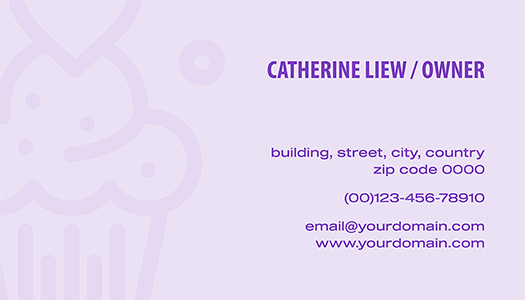 CATHERINE LIEW / OWNER
building, street, city, country
zip code 0000
(00)123-456-78910
email@yourdomain.com
www.yourdomain.com